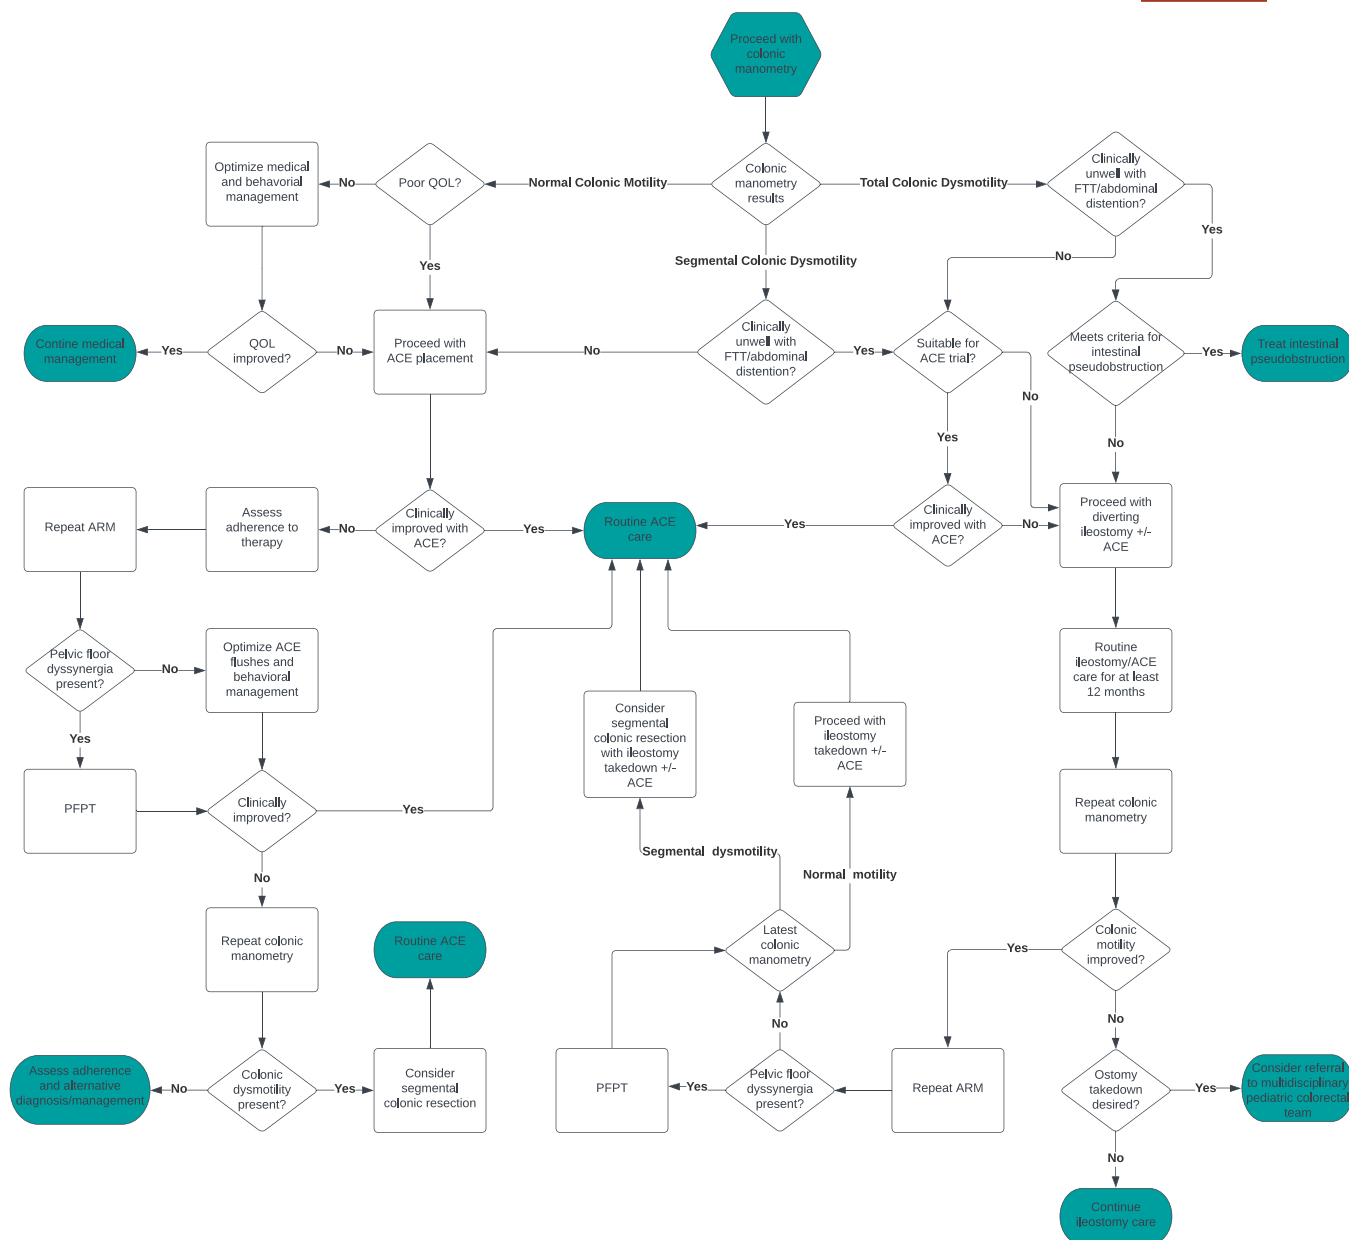 Proceed with
colonic
manometry
Optimize medical
and behavorial
management
No
Poor QOL?
Normal Colonic Motility
Colonic
manometry
results
Total Colonic Dysmotility
Clinically
unwell with
FTT/abdominal
distention?
Yes
Yes
Segmental Colonic Dysmotility
No
Contine medical
management
Yes
QOL
improved?
No
Proceed with
ACE placement
No
Clinically
unwell with
FTT/abdominal
distention?
Yes
Suitable for
ACE trial?
No
Meets criteria for
intestinal
pseudobstruction
Yes
Treat intestinal
pseudobstruction
Yes
No
Repeat ARM
Assess
adherence to
therapy
No
Clinically
improved with
ACE?
Yes
Routine ACE
care
Yes
Clinically
improved with
ACE?
No
Proceed with
diverting
ileostomy +/-
ACE
Pelvic floor
dyssynergia
present?
No
Optimize ACE
flushes and
behavioral
management
Routine
ileostomy/ACE
care for at least
12 months
Yes
Consider
segmental
colonic resection
with ileostomy
takedown +/-
ACE
Proceed with
ileostomy
takedown +/-
ACE
PFPT
Clinically
improved?
Yes
Repeat colonic
manometry
Segmental dysmotility
Normal motility
No
Repeat colonic
manometry
Routine ACE
care
Latest
colonic
manometry
Yes
Colonic
motility
improved?
No
No
Assess adherence
and alternative
diagnosis/management
No
Colonic
dysmotility
present?
Yes
Consider
segmental
colonic resection
PFPT
Yes
Pelvic floor
dyssynergia
present?
Repeat ARM
Ostomy
takedown
desired?
Yes
Consider referral
to multidisciplinary
pediatric colorectal
team
No
Continue
ileostomy care